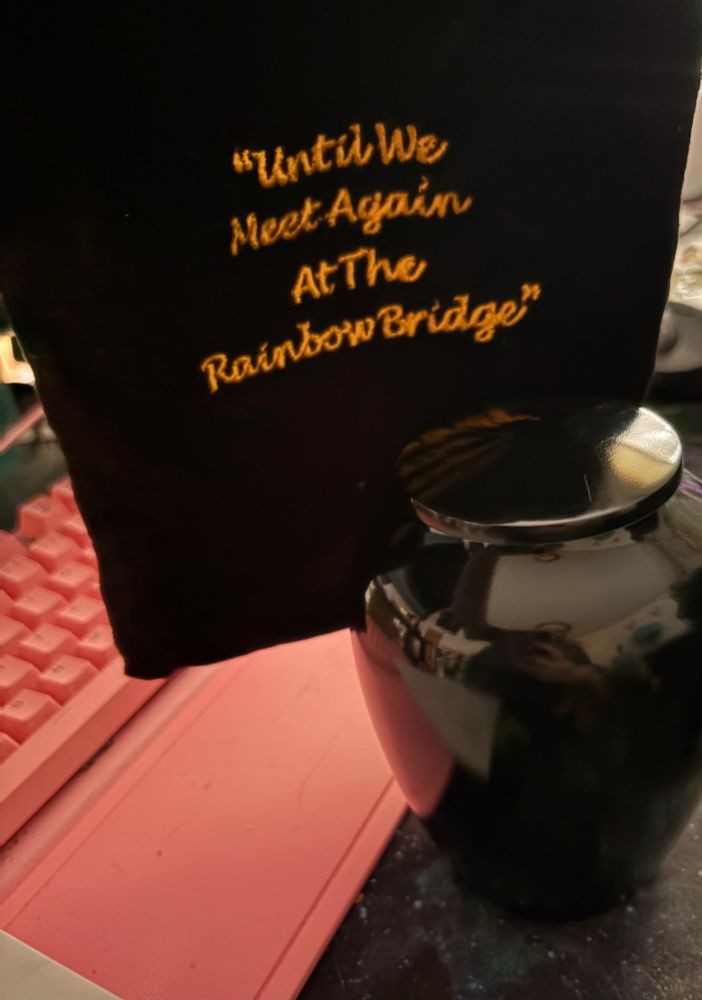 "Until We
Meet Again
At The
Rainbow Bridge"